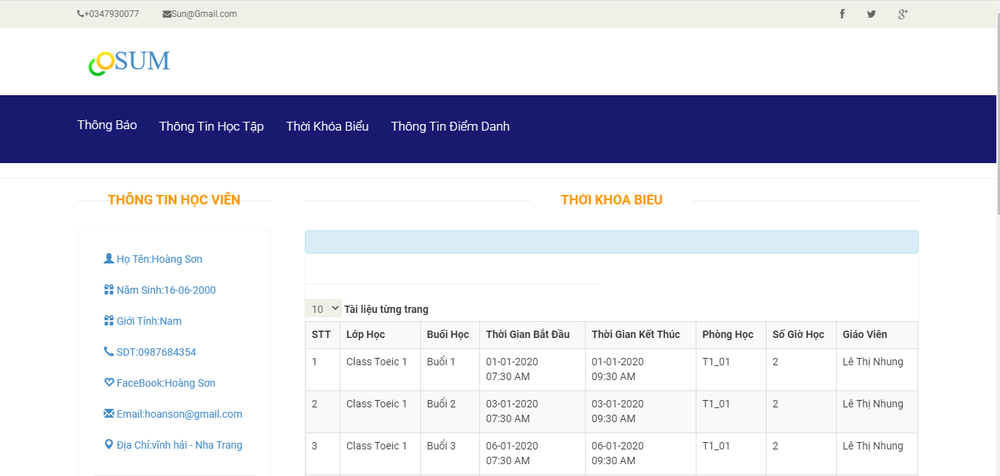 +0347930077 Sun@Gmail.com
SUM
Thông Báo Thông Tin Học Tập Thời Khóa Biểu Thông Tin Điểm Danh
THÔNG TIN HỌC VIÊN
Họ Tên:Hoàng Sơn
Năm Sinh:16-06-2000
Giới Tính:Nam
SDT:0987684354
FaceBook:Hoàng Sơn
Email:hoanson@gmail.com
Địa Chỉ:vĩnh hải - Nha Trang
THỜI KHÓA BIỂU
10 Tài liệu từng trang
STT Lớp Học Buổi Học Thời Gian Bắt Đầu Thời Gian Kết Thúc Phòng Học Số Giờ Học Giáo Viên
1 Class Toeic 1 Buổi 1 01-01-2020 01-01-2020 T1_01 2 Lê Thị Nhung
07:30 AM 09:30 AM
2 Class Toeic 1 Buổi 2 03-01-2020 03-01-2020 T1_01 2 Lê Thị Nhung
07:30 AM 09:30 AM
3 Class Toeic 1 Buổi 3 06-01-2020 06-01-2020 T1_01 2 Lê Thị Nhung
07:30 AM 09:30 AM